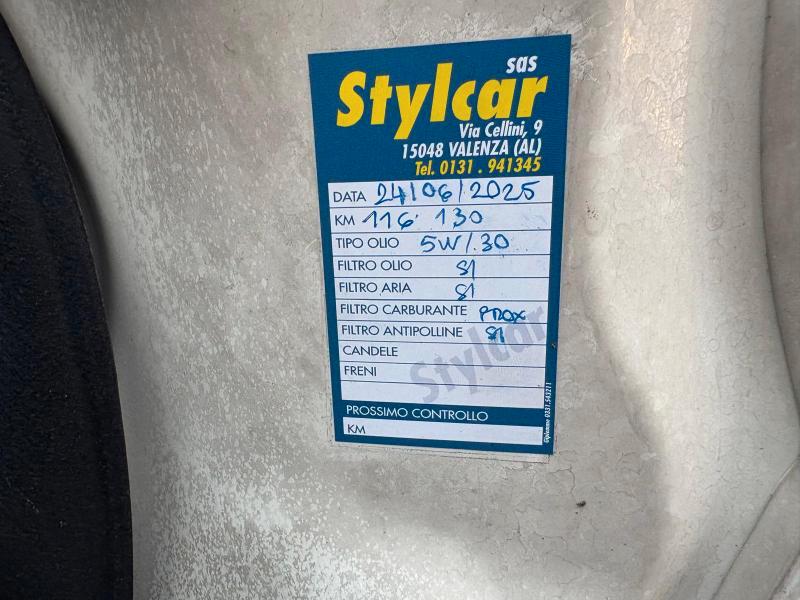 sas
Stylcar
Via Cellini, 9
15048 VALENZA (AL)
Tel. 0131 . 941345
DATA 24/06/2025
KM 116 130
TIPO OLIO 5W/30
FILTRO OLIO SI
FILTRO ARIA SI
FILTRO CARBURANTE PROX
FILTRO ANTIPOLLINE SI
CANDELE
FRENI
Stylcar
PROSSIMO CONTROLLO
KM